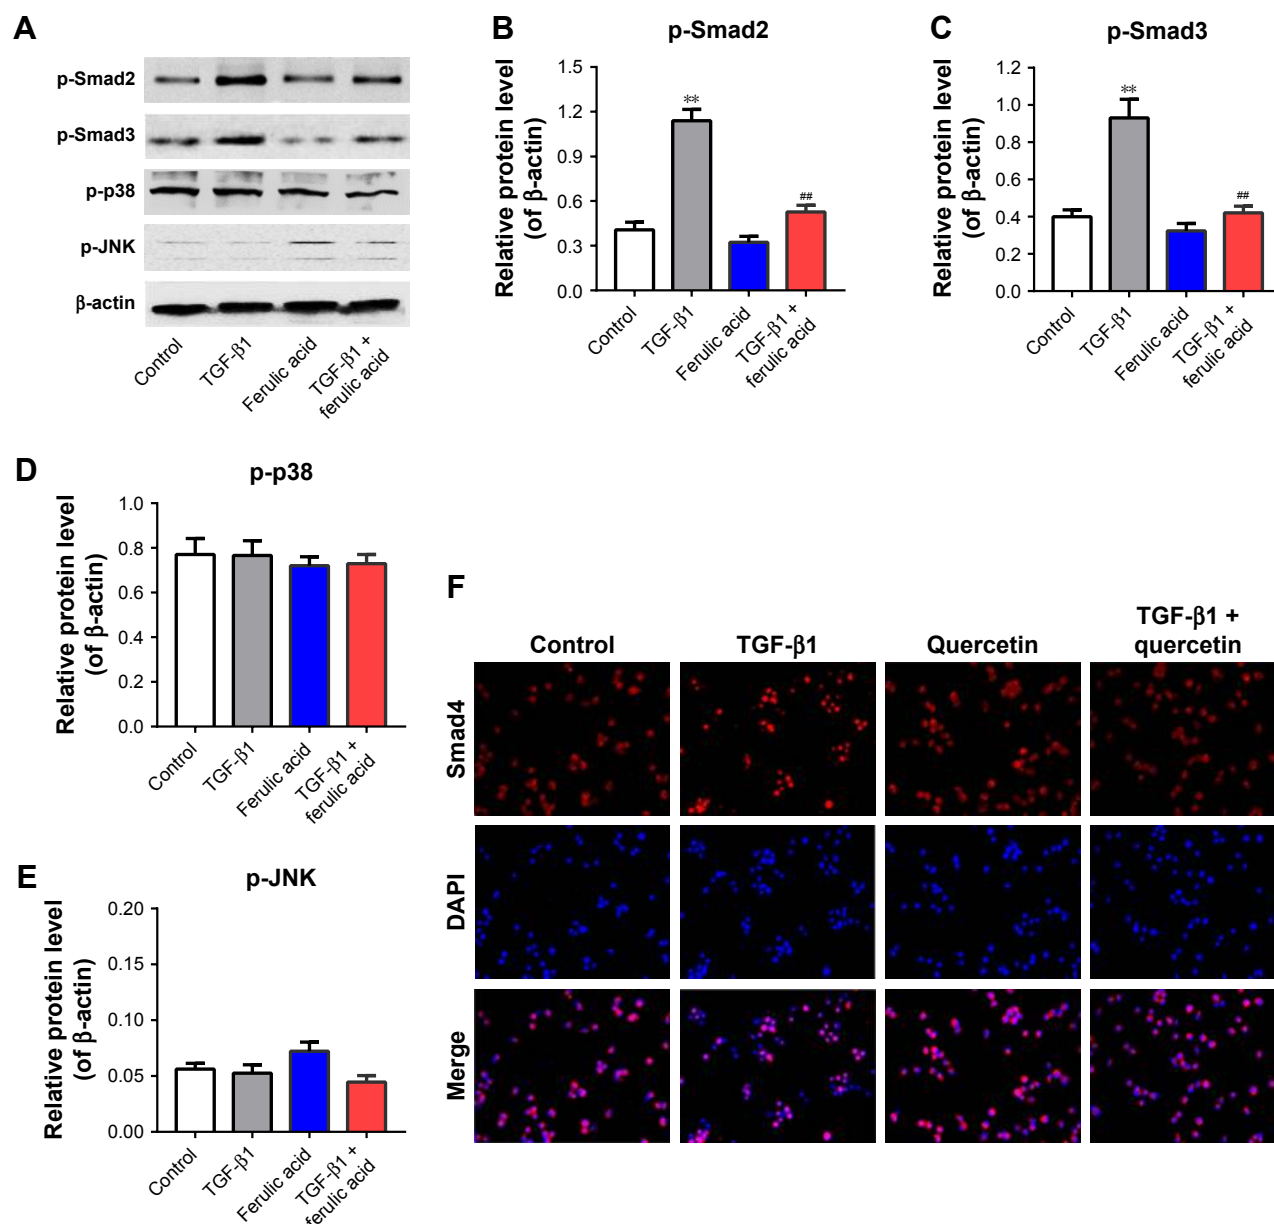 A
p-Smad2
p-Smad3
p-p38
p-JNK
β-actin
Control
TGF-β1
Ferulic acid
TGF-β1 +
ferulic acid
B
p-Smad2
Relative protein level
(of β-actin)
1.5
1.2
0.9
0.6
0.3
0.0
**
##
Control
TGF-β1
Ferulic acid
TGF-β1 +
ferulic acid
C
p-Smad3
Relative protein level
(of β-actin)
1.2
1.0
0.8
0.6
0.4
0.2
0.0
**
##
Control
TGF-β1
Ferulic acid
TGF-β1 +
ferulic acid
D
p-p38
Relative protein level
(of β-actin)
1.0
0.8
0.6
0.4
0.2
0.0
Control
TGF-β1
Ferulic acid
TGF-β1 +
ferulic acid
E
p-JNK
Relative protein level
(of β-actin)
0.20
0.15
0.10
0.05
0.00
Control
TGF-β1
Ferulic acid
TGF-β1 +
ferulic acid
F
Control
TGF-β1
Quercetin
TGF-β1 +
quercetin
Smad4
DAPI
Merge